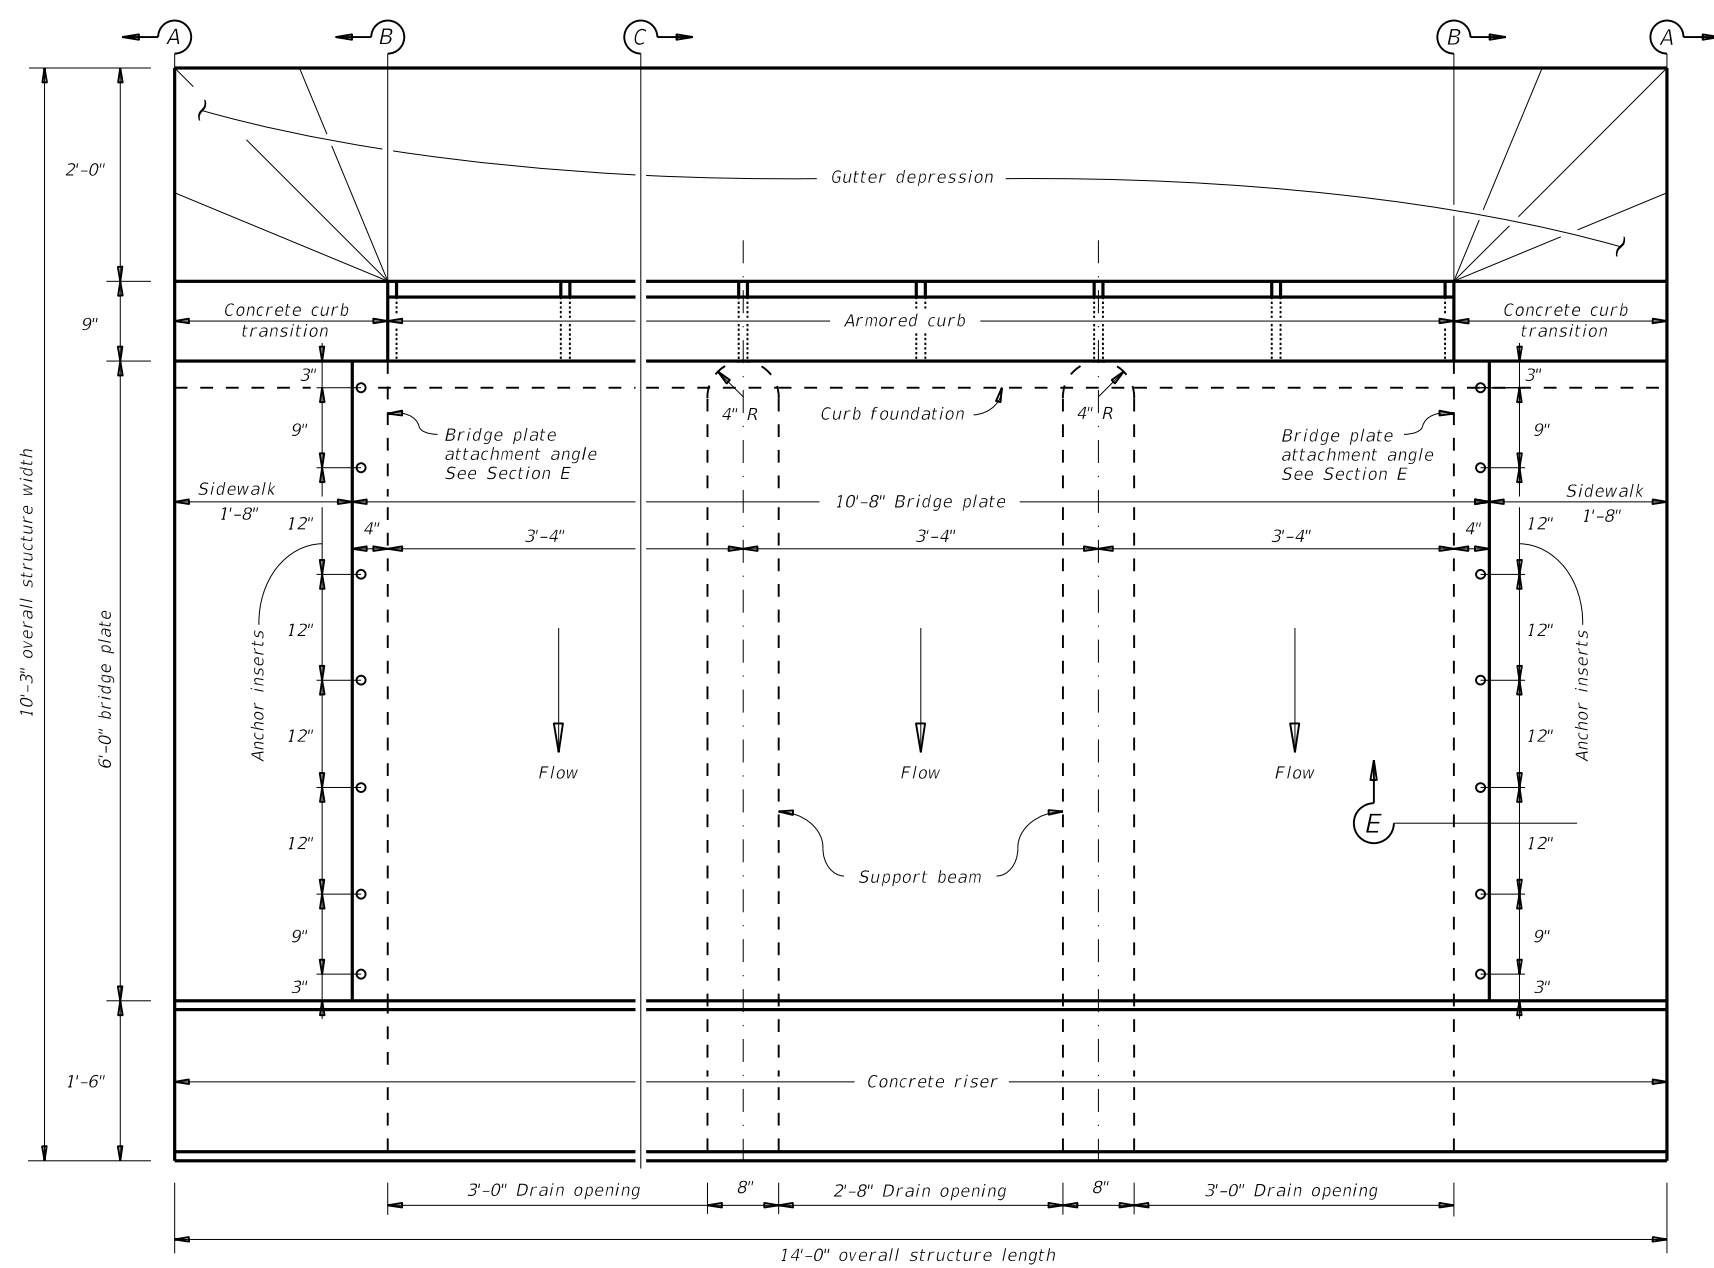 A
B
C
B
A
2'-0"
Gutter depression
9"
Concrete curb
transition
Armored curb
Concrete curb
transition
3"
3"
9"
4" R
Curb foundation
4" R
9"
Bridge plate
attachment angle
See Section E
Bridge plate
attachment angle
See Section E
Sidewalk
1'-8"
10'-8" Bridge plate
Sidewalk
1'-8"
12"
4"
3'-4"
3'-4"
3'-4"
4"
12"
10'-3" overall structure width
6'-0" bridge plate
Anchor inserts
12"
12"
Anchor inserts
12"
12"
Flow
Flow
Flow
E
12"
12"
Support beam
9"
9"
3"
3"
1'-6"
Concrete riser
3'-0" Drain opening
8"
2'-8" Drain opening
8"
3'-0" Drain opening
14'-0" overall structure length